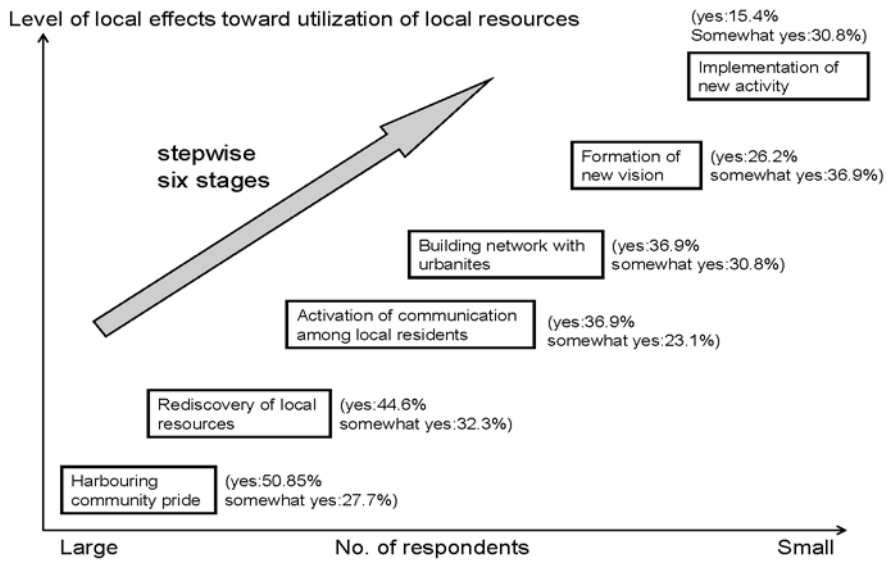 Level of local effects toward utilization of local resources
(yes:15.4%
Somewhat yes:30.8%)
Implementation of
new activity
stepwise
six stages
Formation of
new vision
(yes:26.2%
somewhat yes:36.9%)
Building network with
urbanites
(yes:36.9%
somewhat yes:30.8%)
Activation of communication
among local residents
(yes:36.9%
somewhat yes:23.1%)
Rediscovery of local
resources
(yes:44.6%
somewhat yes:32.3%)
Harbouring
community pride
(yes:50.85%
somewhat yes:27.7%)
Large
No. of respondents
Small